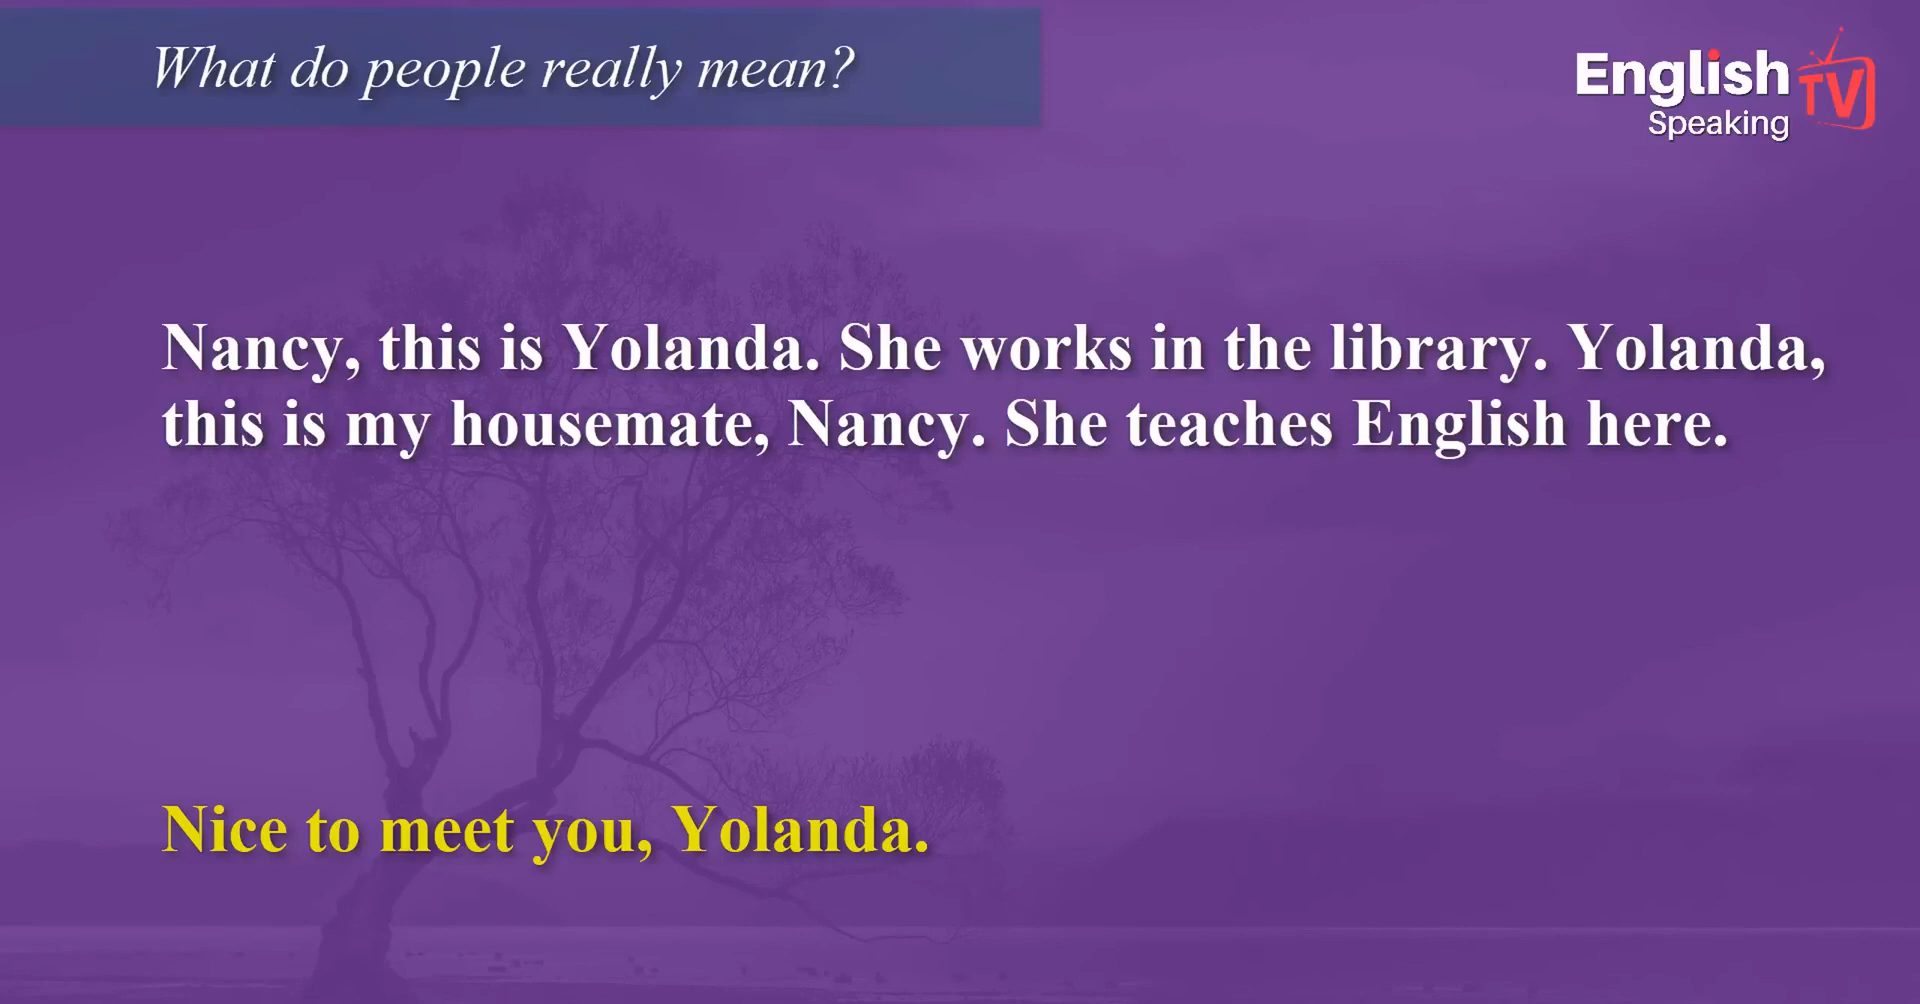 What do people really mean?
English
Speaking
TV
Nancy, this is Yolanda. She works in the library. Yolanda,
this is my housemate, Nancy. She teaches English here.
Nice to meet you, Yolanda.